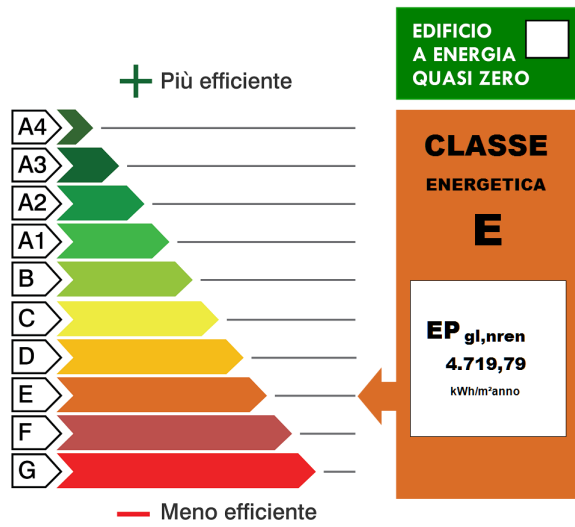 EDIFICIO
A ENERGIA
QUASI ZERO
+ Più efficiente
A4
A3
A2
A1
B
C
D
E
F
G
— Meno efficiente
CLASSE
ENERGETICA
E
EP gl,nren
4.719,79
kWh/m²anno